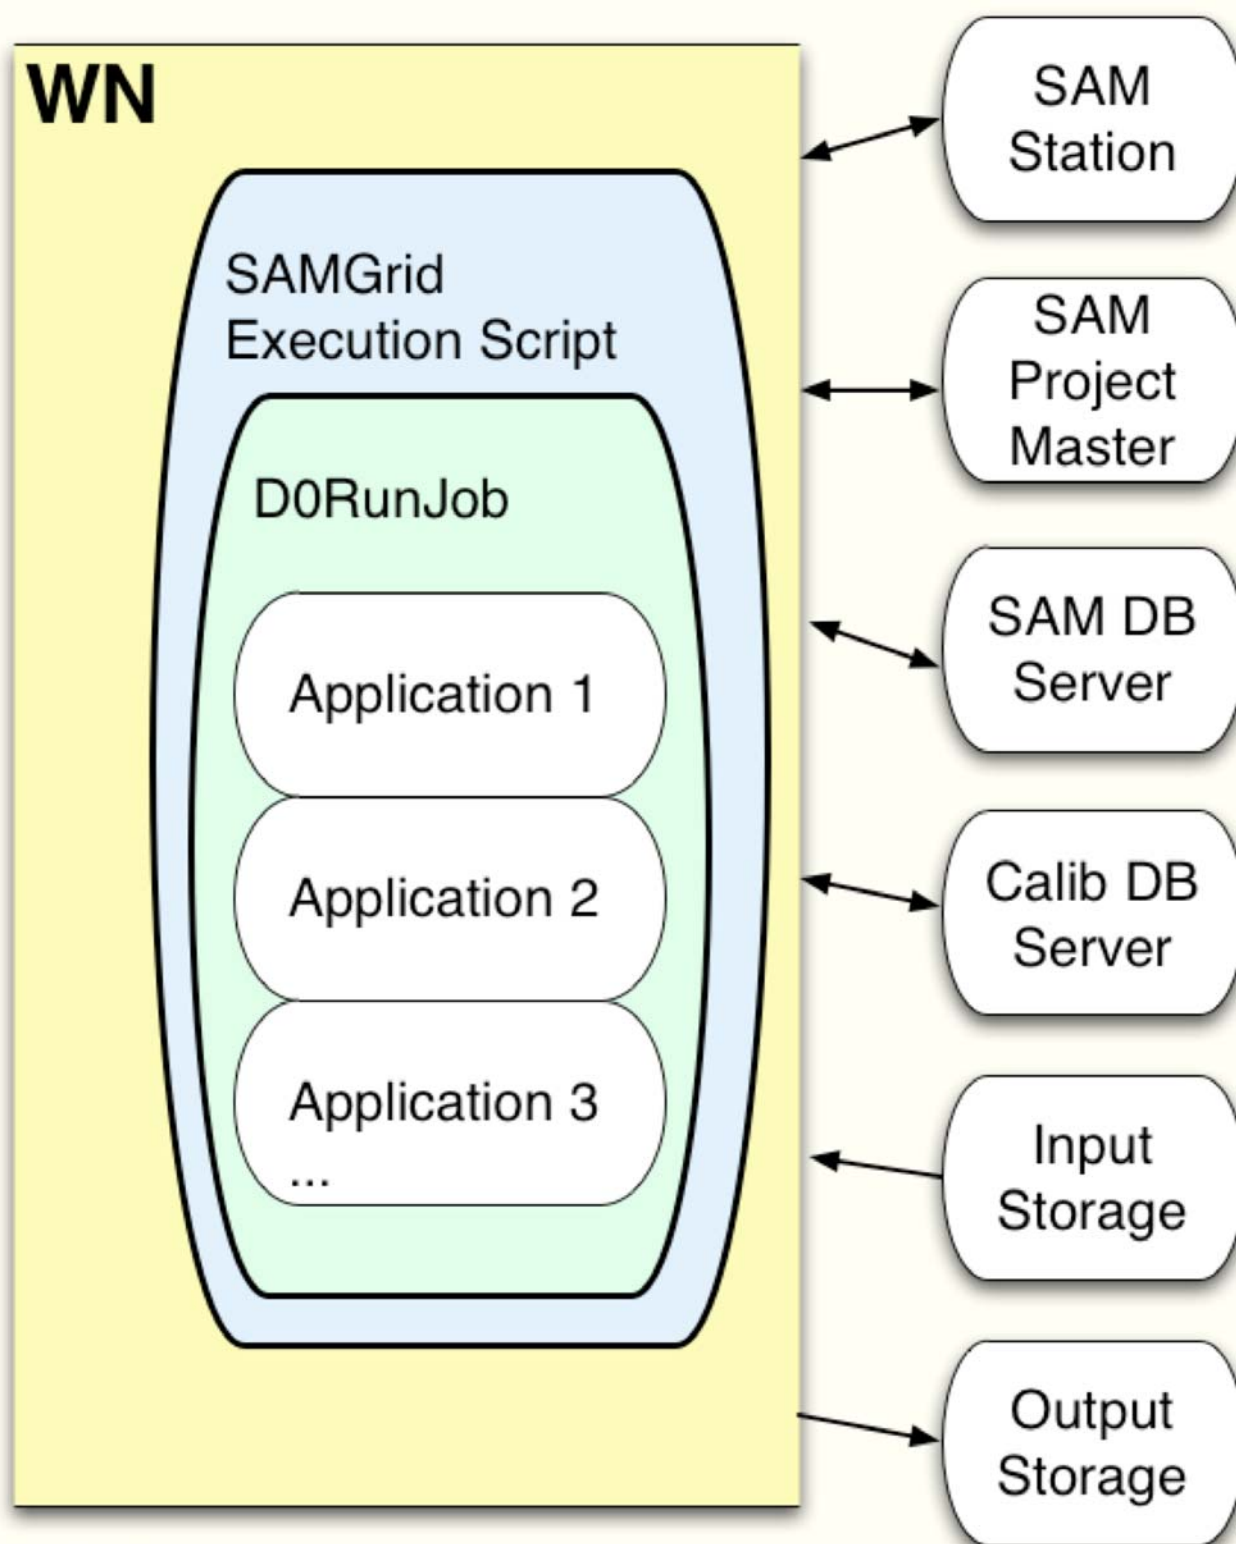 WN
SAMGrid
Execution Script
D0RunJob
Application 1
Application 2
Application 3
...
SAM
Station
SAM
Project
Master
SAM DB
Server
Calib DB
Server
Input
Storage
Output
Storage